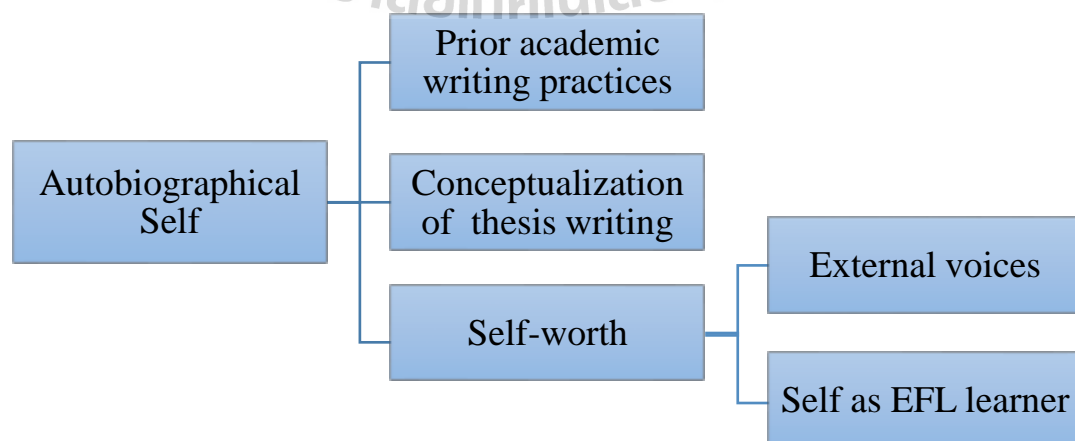 Prior academic
writing practices
Autobiographical
Self
Conceptualization
of thesis writing
Self-worth
External voices
Self as EFL learner